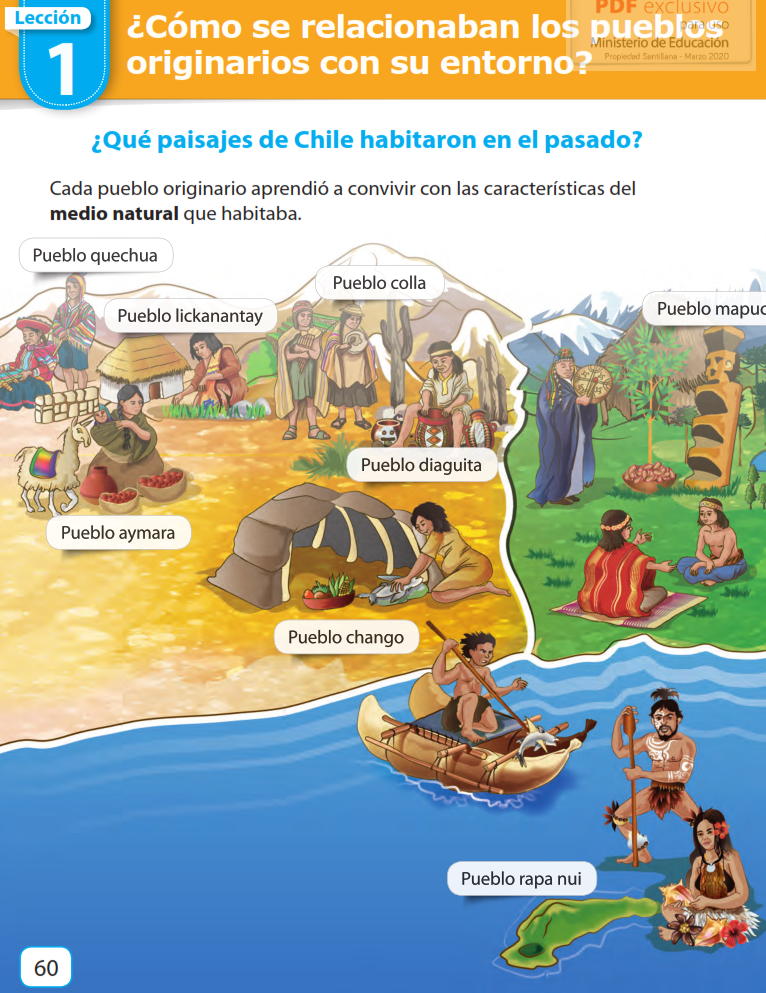 Lección
1
¿Cómo se relacionaban los pueblos
originarios con su entorno?
PDF exclusivo
para uso
Ministerio de Educación
Propiedad Santillana - Marzo 2020
¿Qué paisajes de Chile habitaron en el pasado?
Cada pueblo originario aprendió a convivir con las características del
medio natural que habitaba.
Pueblo quechua
Pueblo colla
Pueblo lickanantay
Pueblo mapuc
Pueblo diaguita
Pueblo aymara
Pueblo chango
Pueblo rapa nui
60